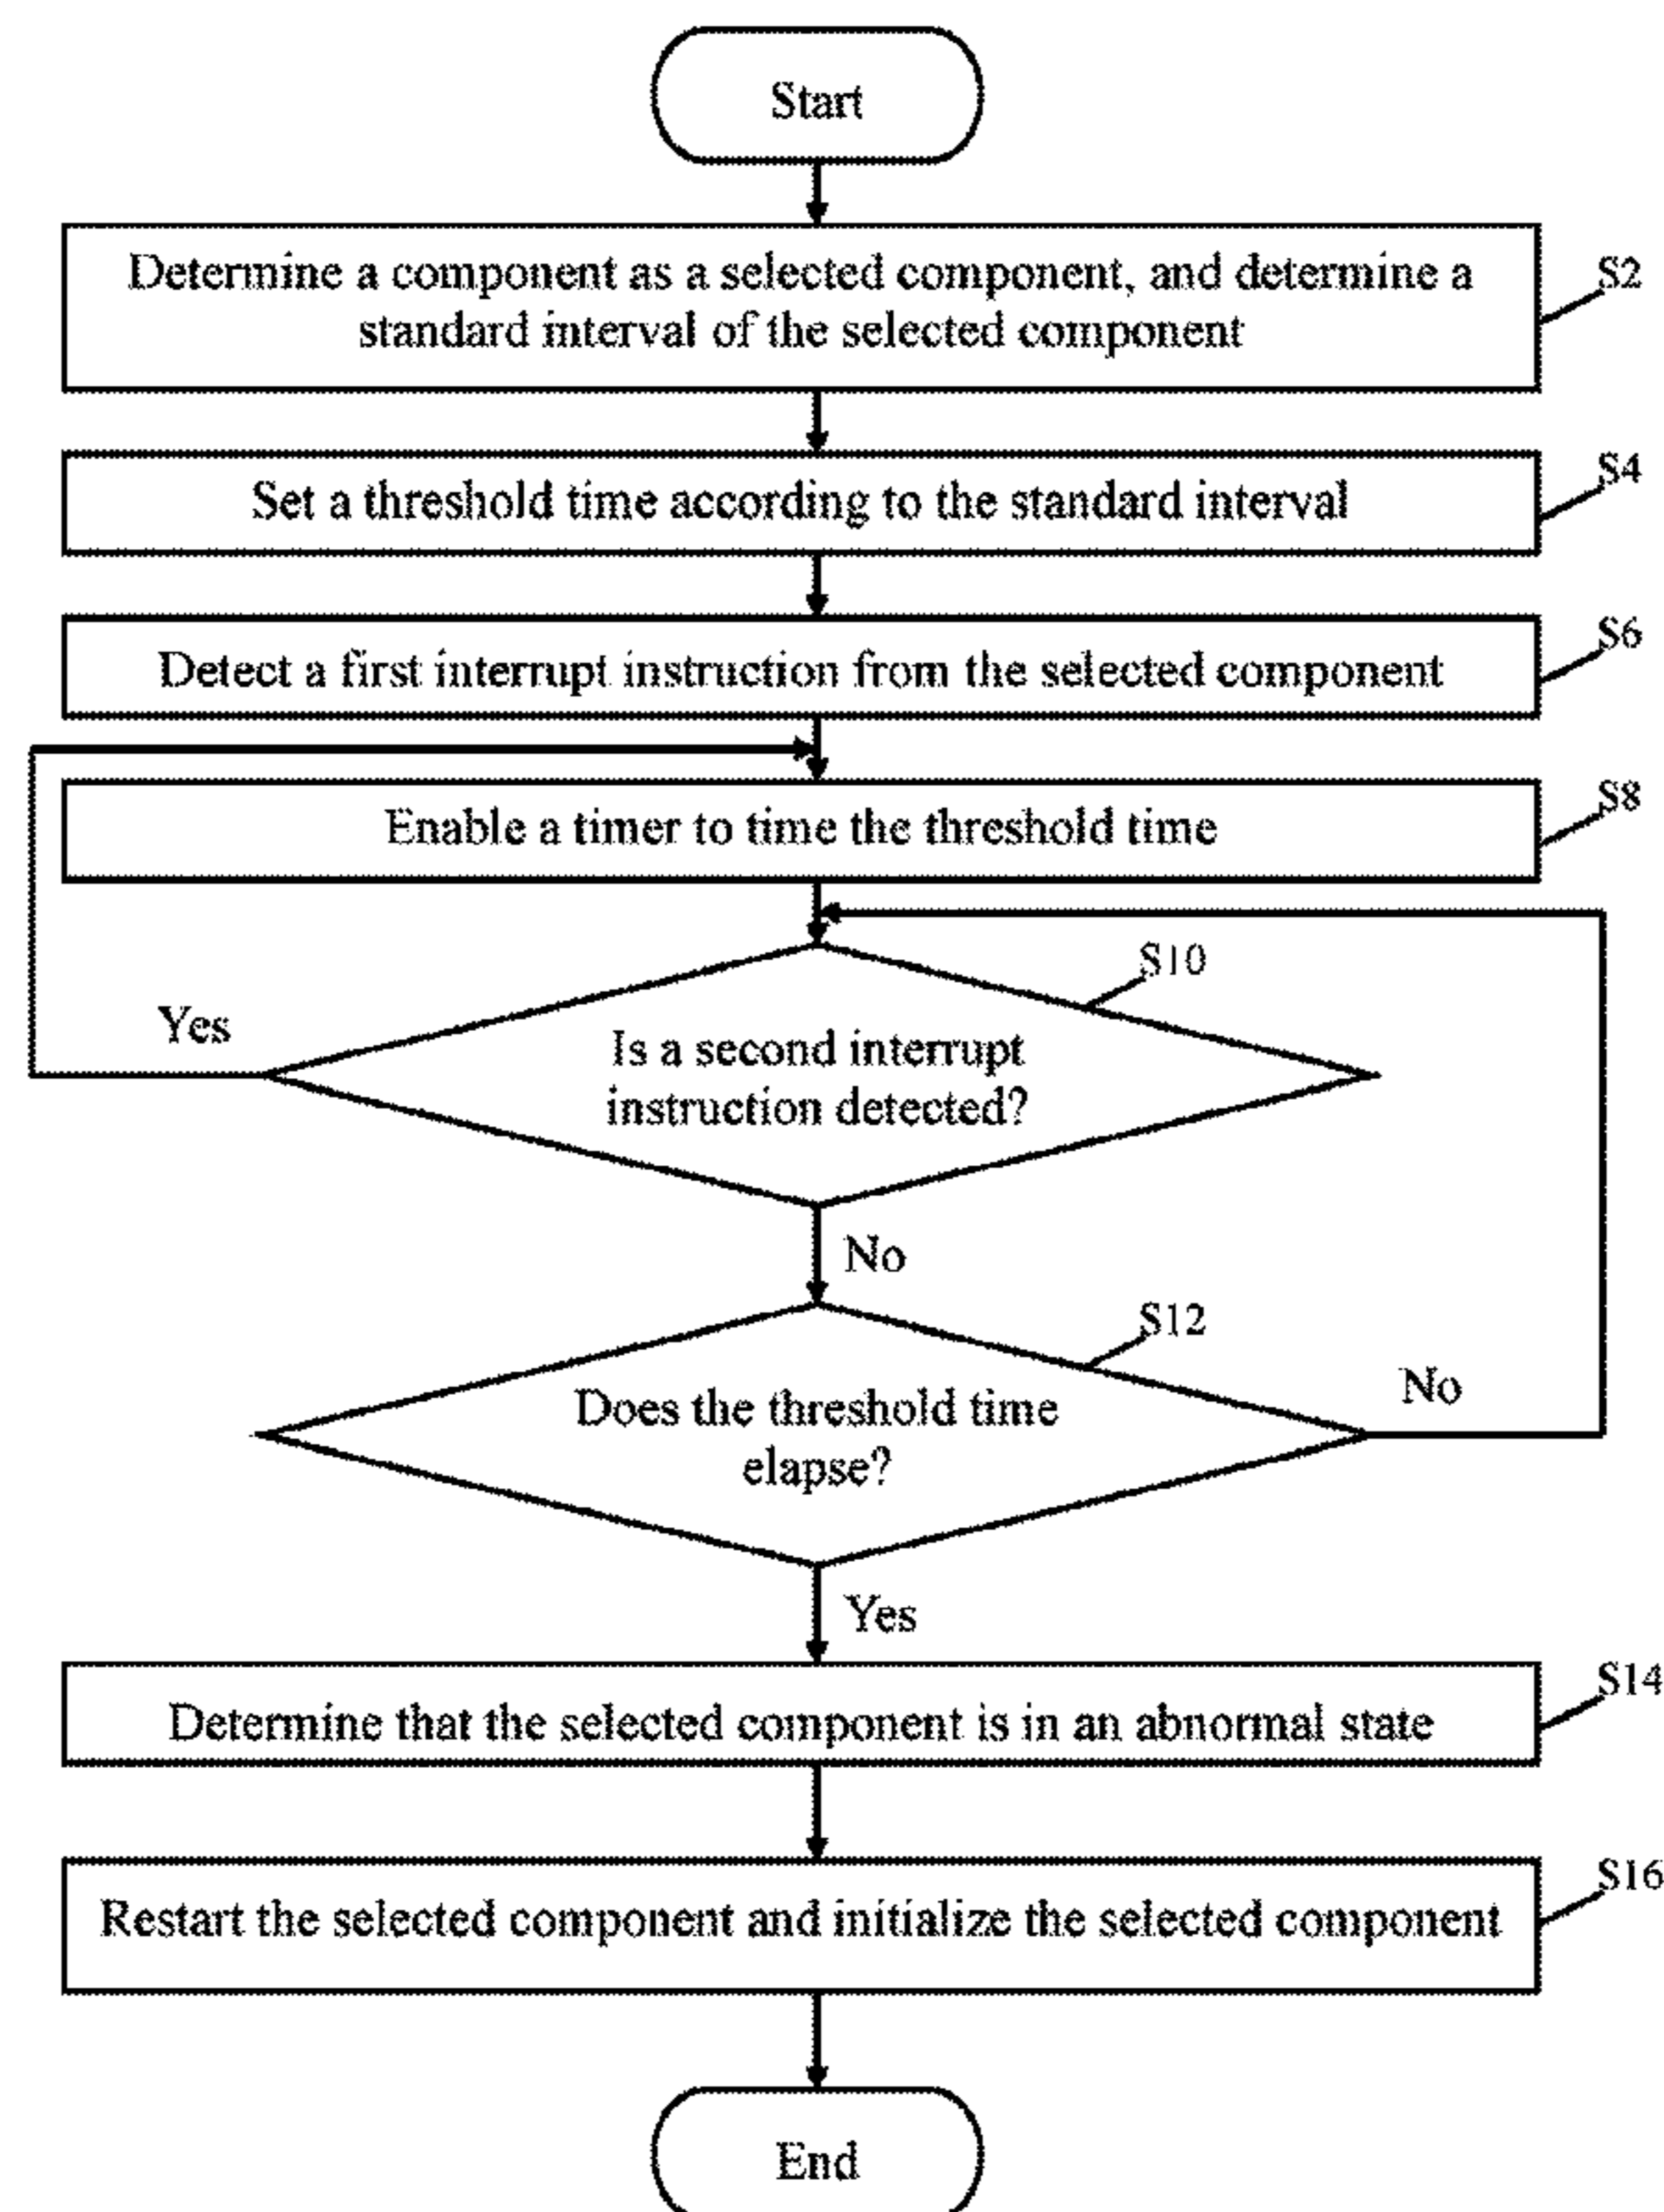 Start
Determine a component as a selected component, and determine a
standard interval of the selected component
S2
Set a threshold time according to the standard interval
S4
Detect a first interrupt instruction from the selected component
S6
Enable a timer to time the threshold time
S8
S10
Yes
Is a second interrupt
instruction detected?
No
S12
Does the threshold time
elapse?
No
Yes
Determine that the selected component is in an abnormal state
S14
Restart the selected component and initialize the selected component
S16
End